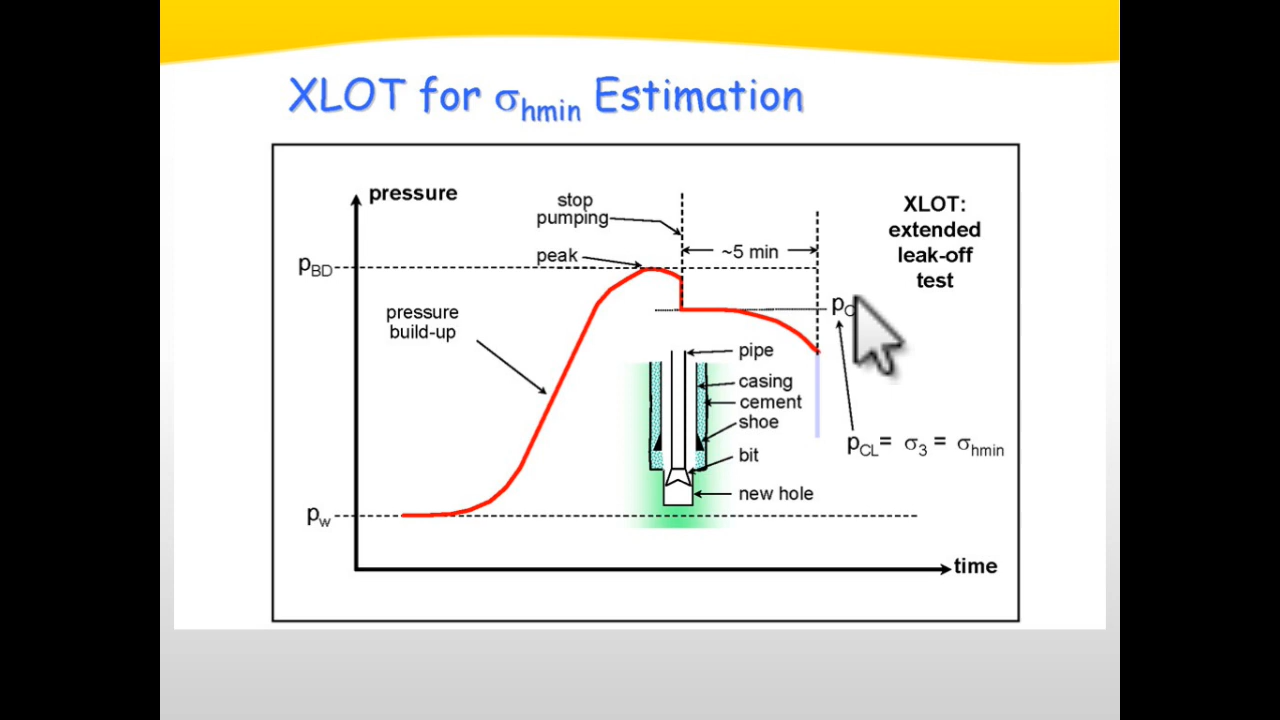 XLOT for σhmin Estimation
pressure
stop
pumping
XLOT:
extended
leak-off
test
~5 min
peak
pBD
pressure
build-up
pipe
casing
cement
shoe
pCL= σ3 = σhmin
bit
new hole
pw
time